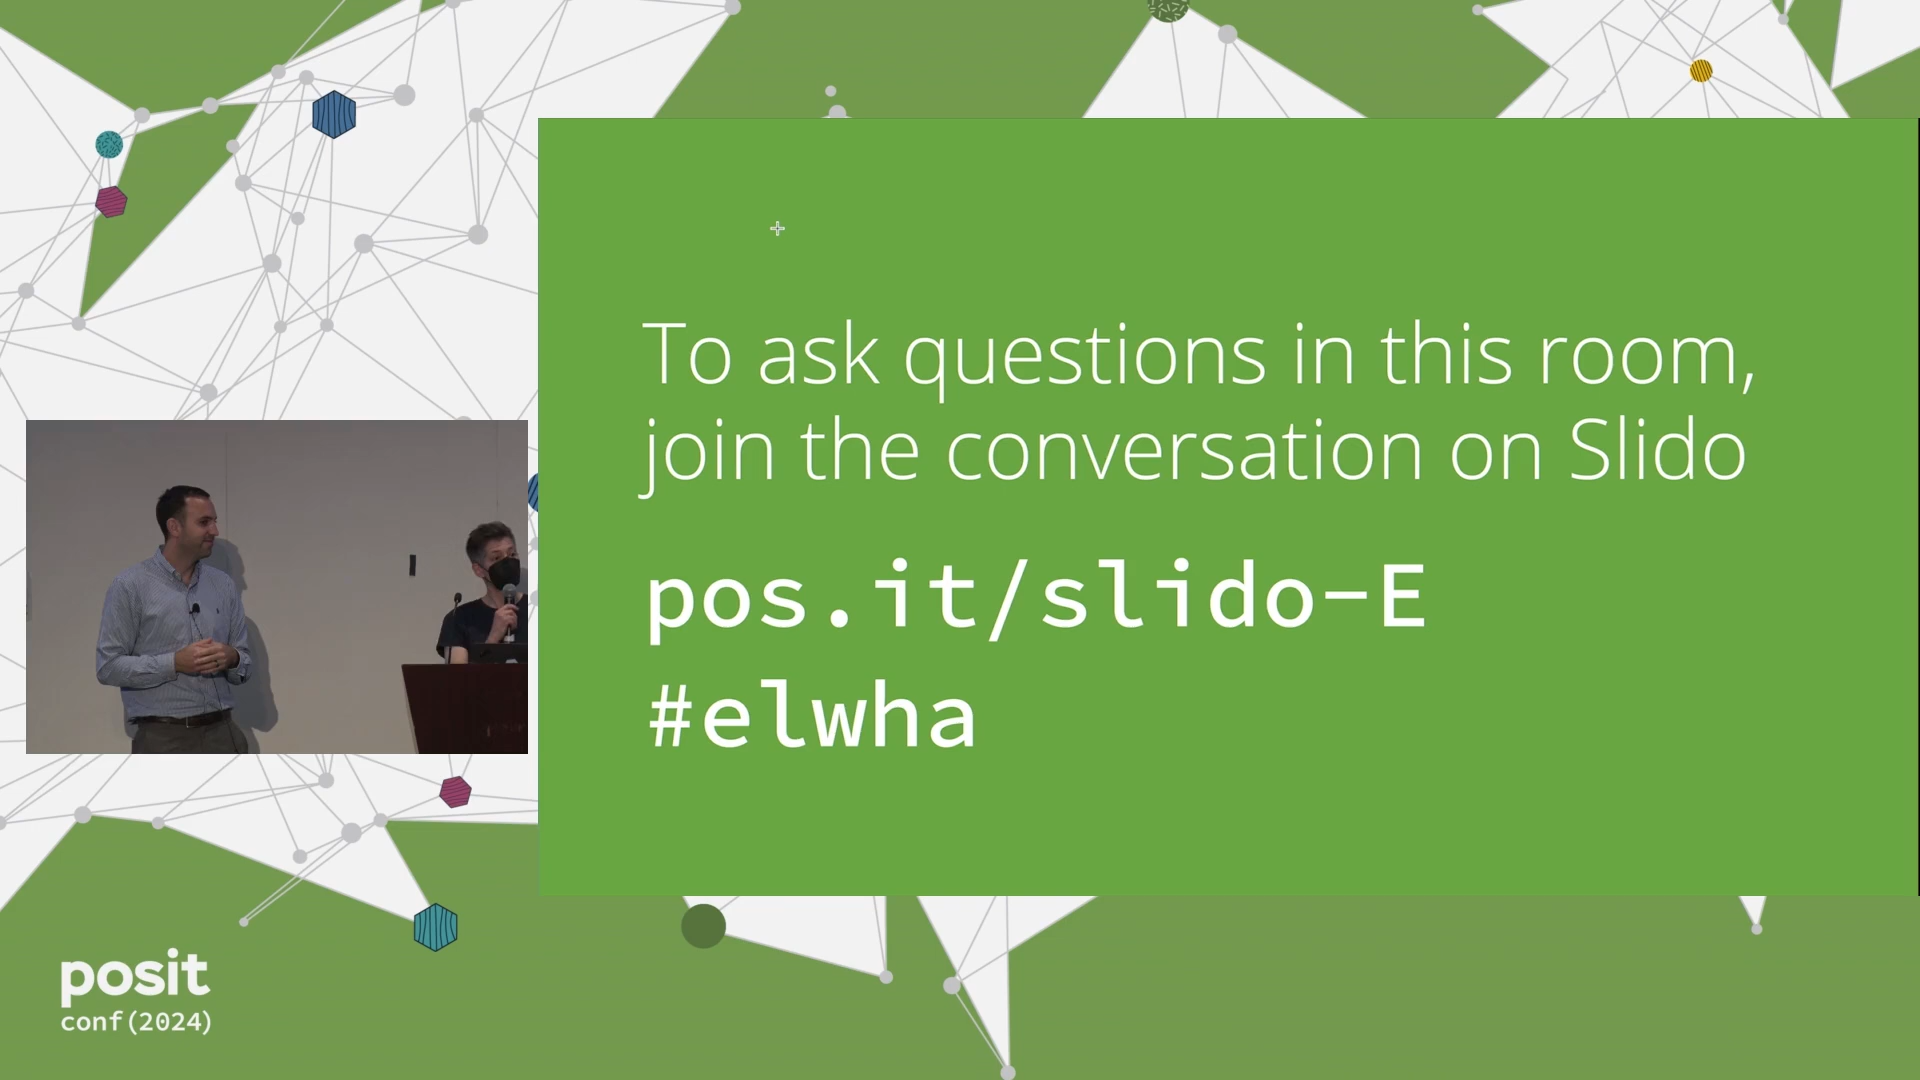 To ask questions in this room,
join the conversation on Slido
pos.it/slido-E
#elwha
posit
conf(2024)